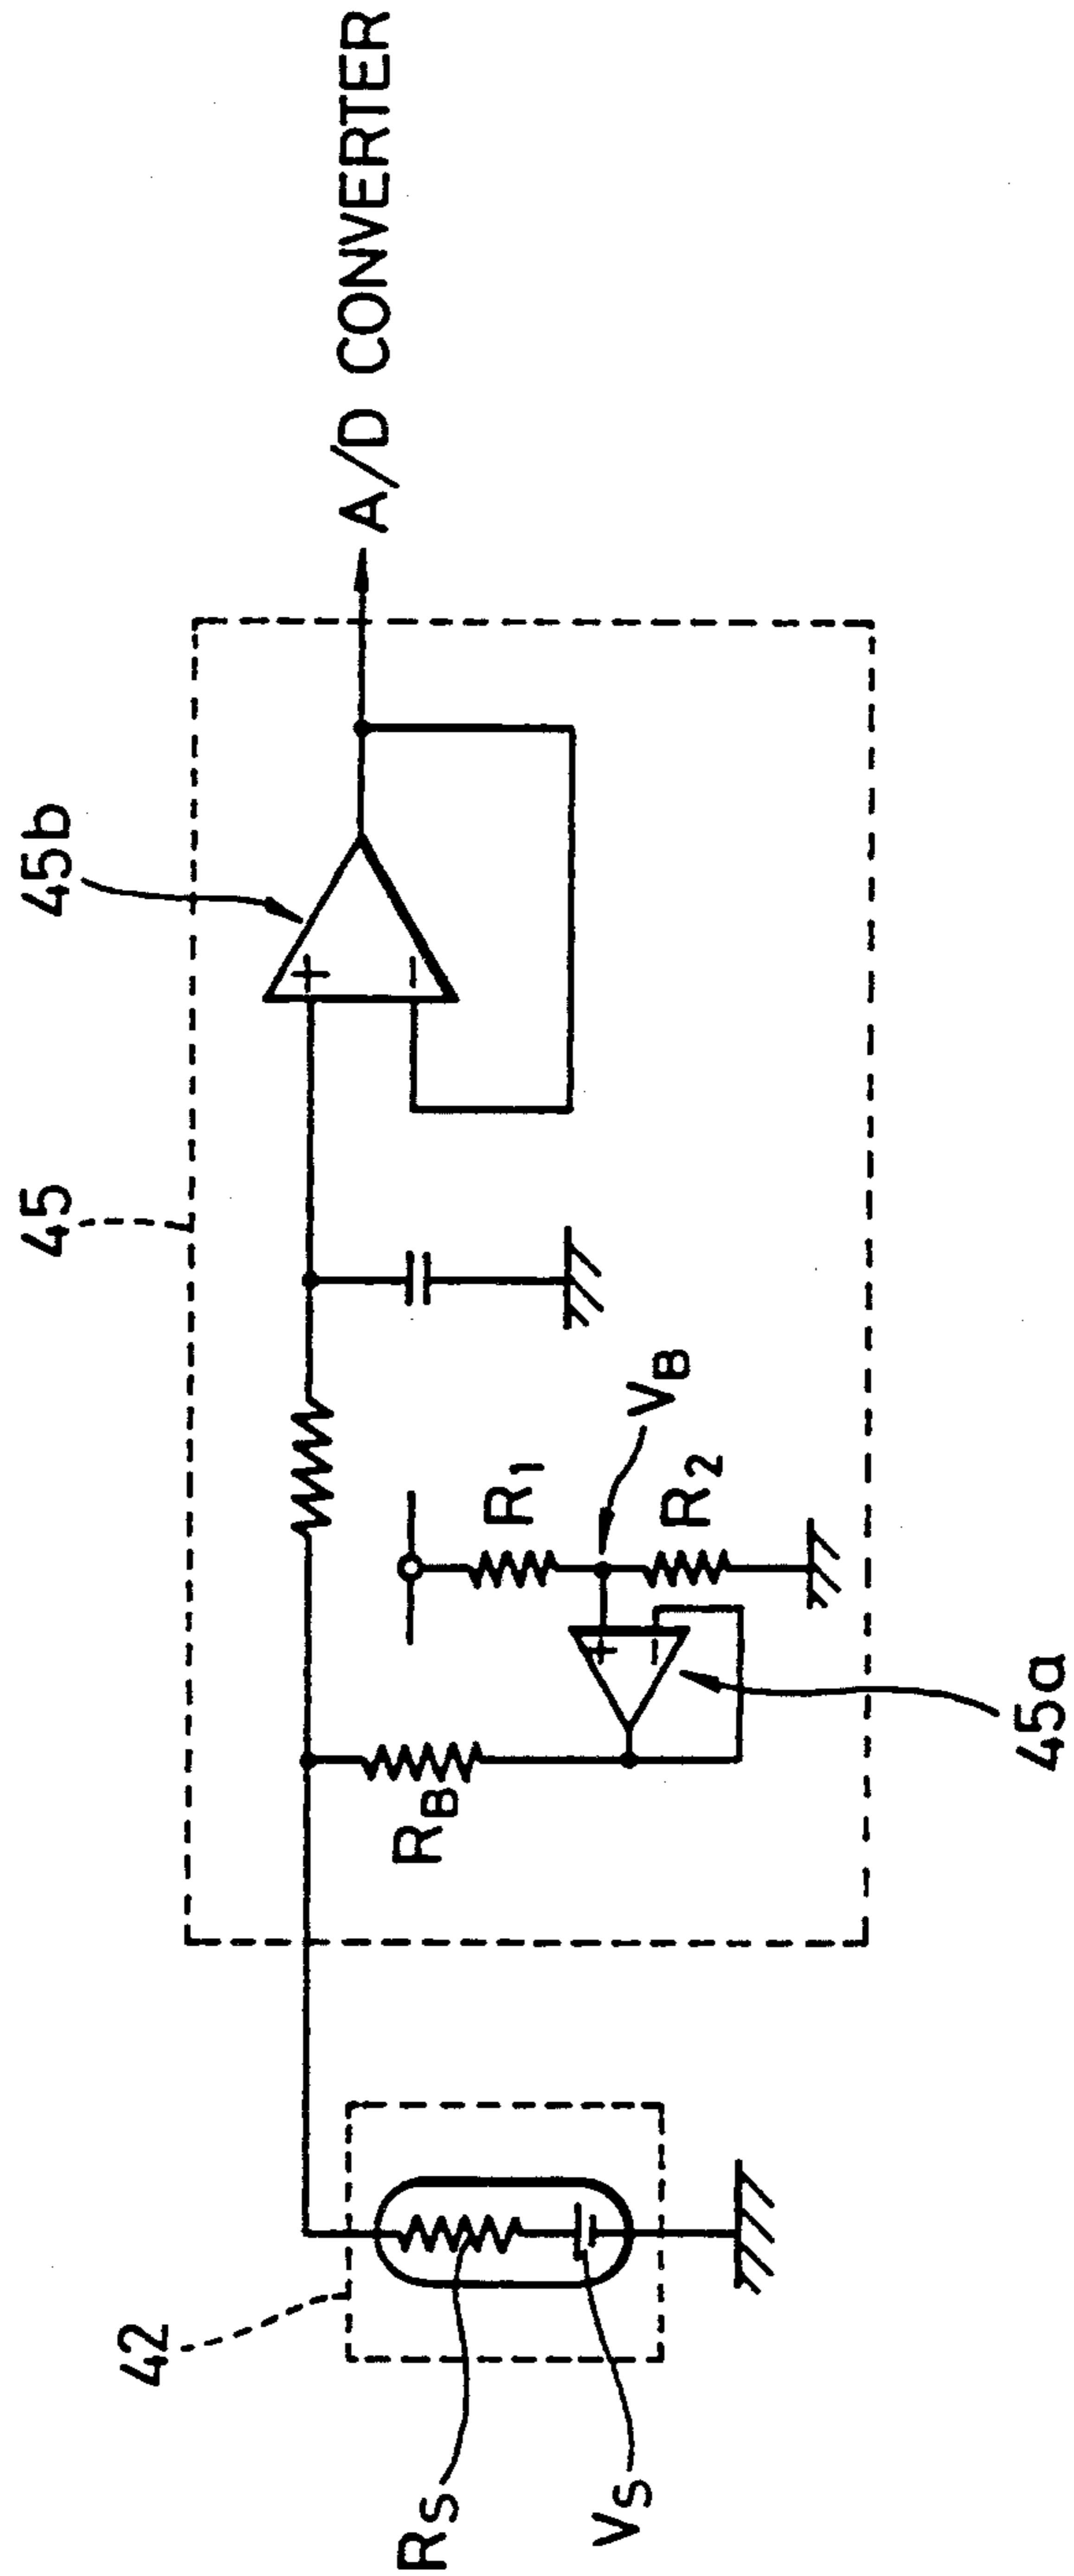 45
45b
A/D CONVERTER
+
−
42
RS
VS
RB
R1
VB
R2
+
−
45a